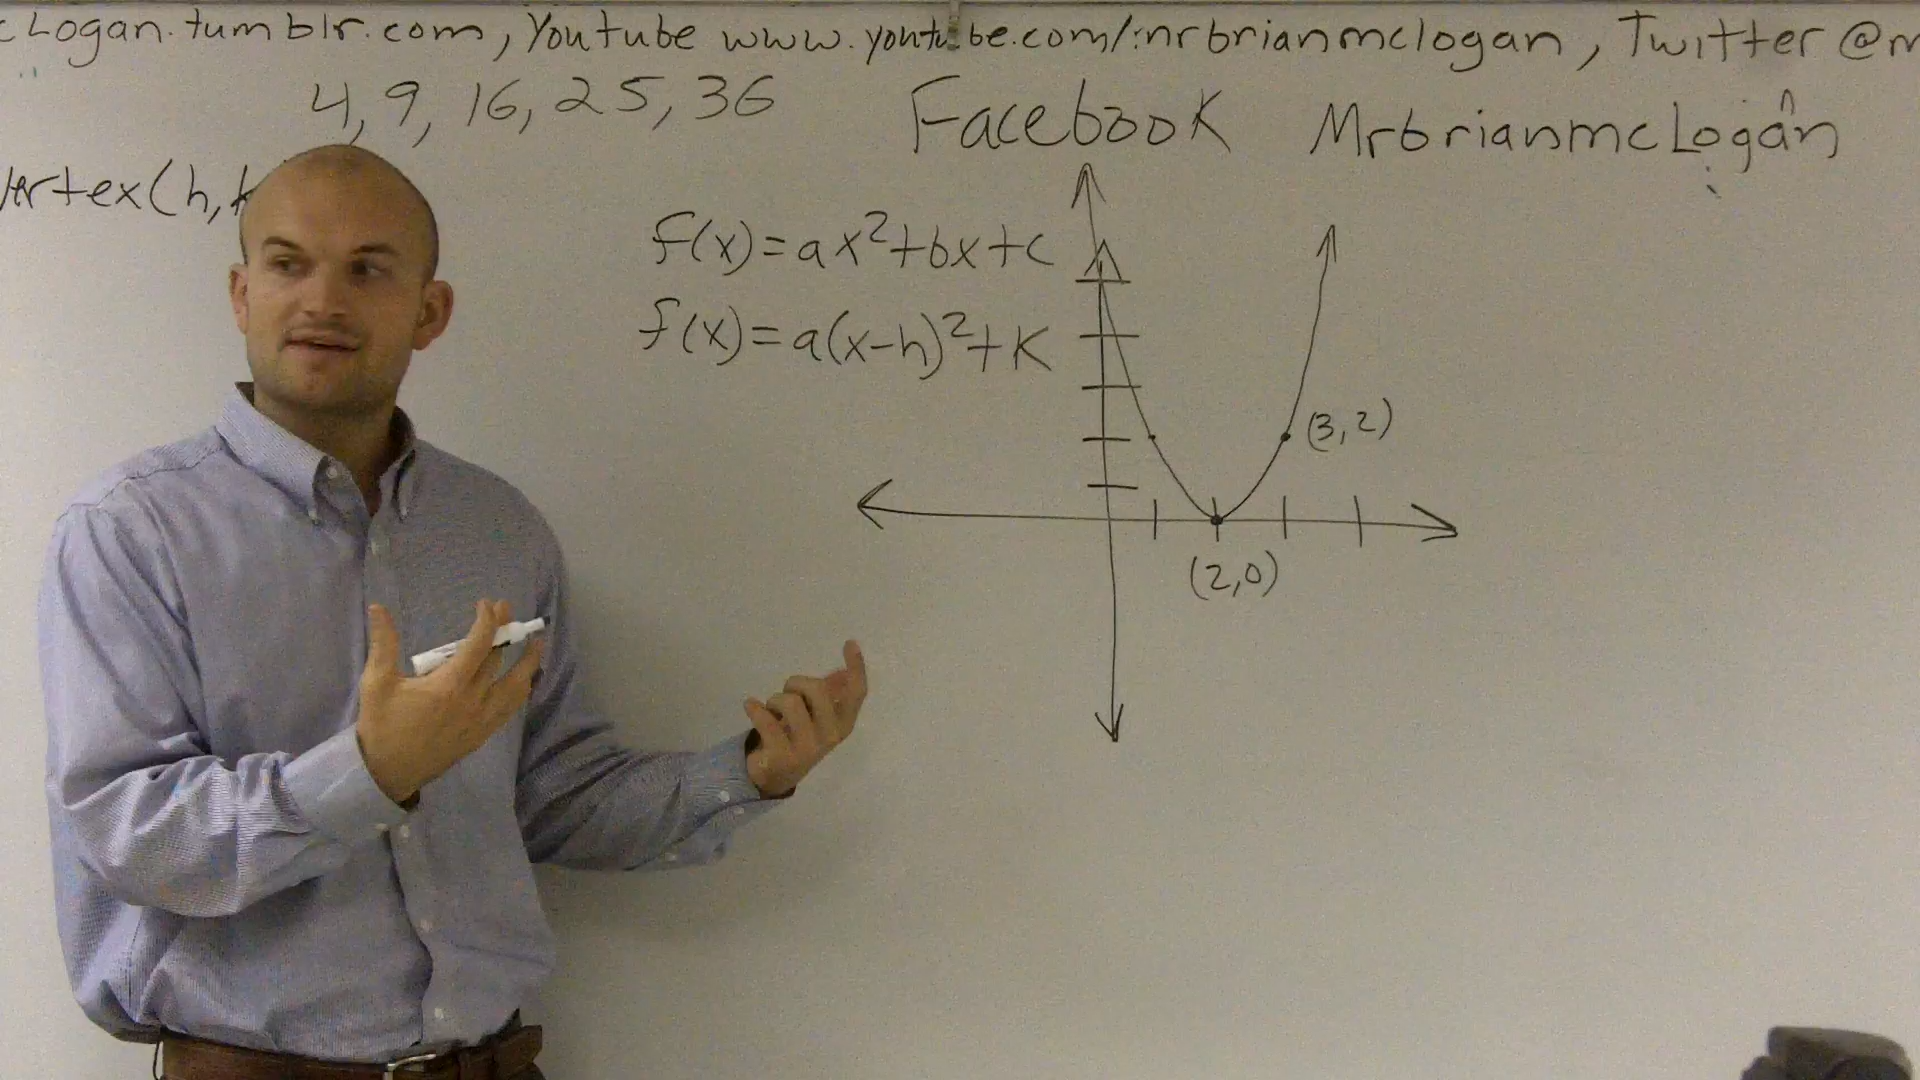 cLogan.tumblr.com, Youtube www.youtube.com/mrbrianmclogan, Twitter @m
4, 9, 16, 25, 36
Facebook MrbrianmcLogan
Vertex (h, k
f(x)=ax²+bx+c
f(x)=a(x-h)²+K
(3,2)
(2,0)